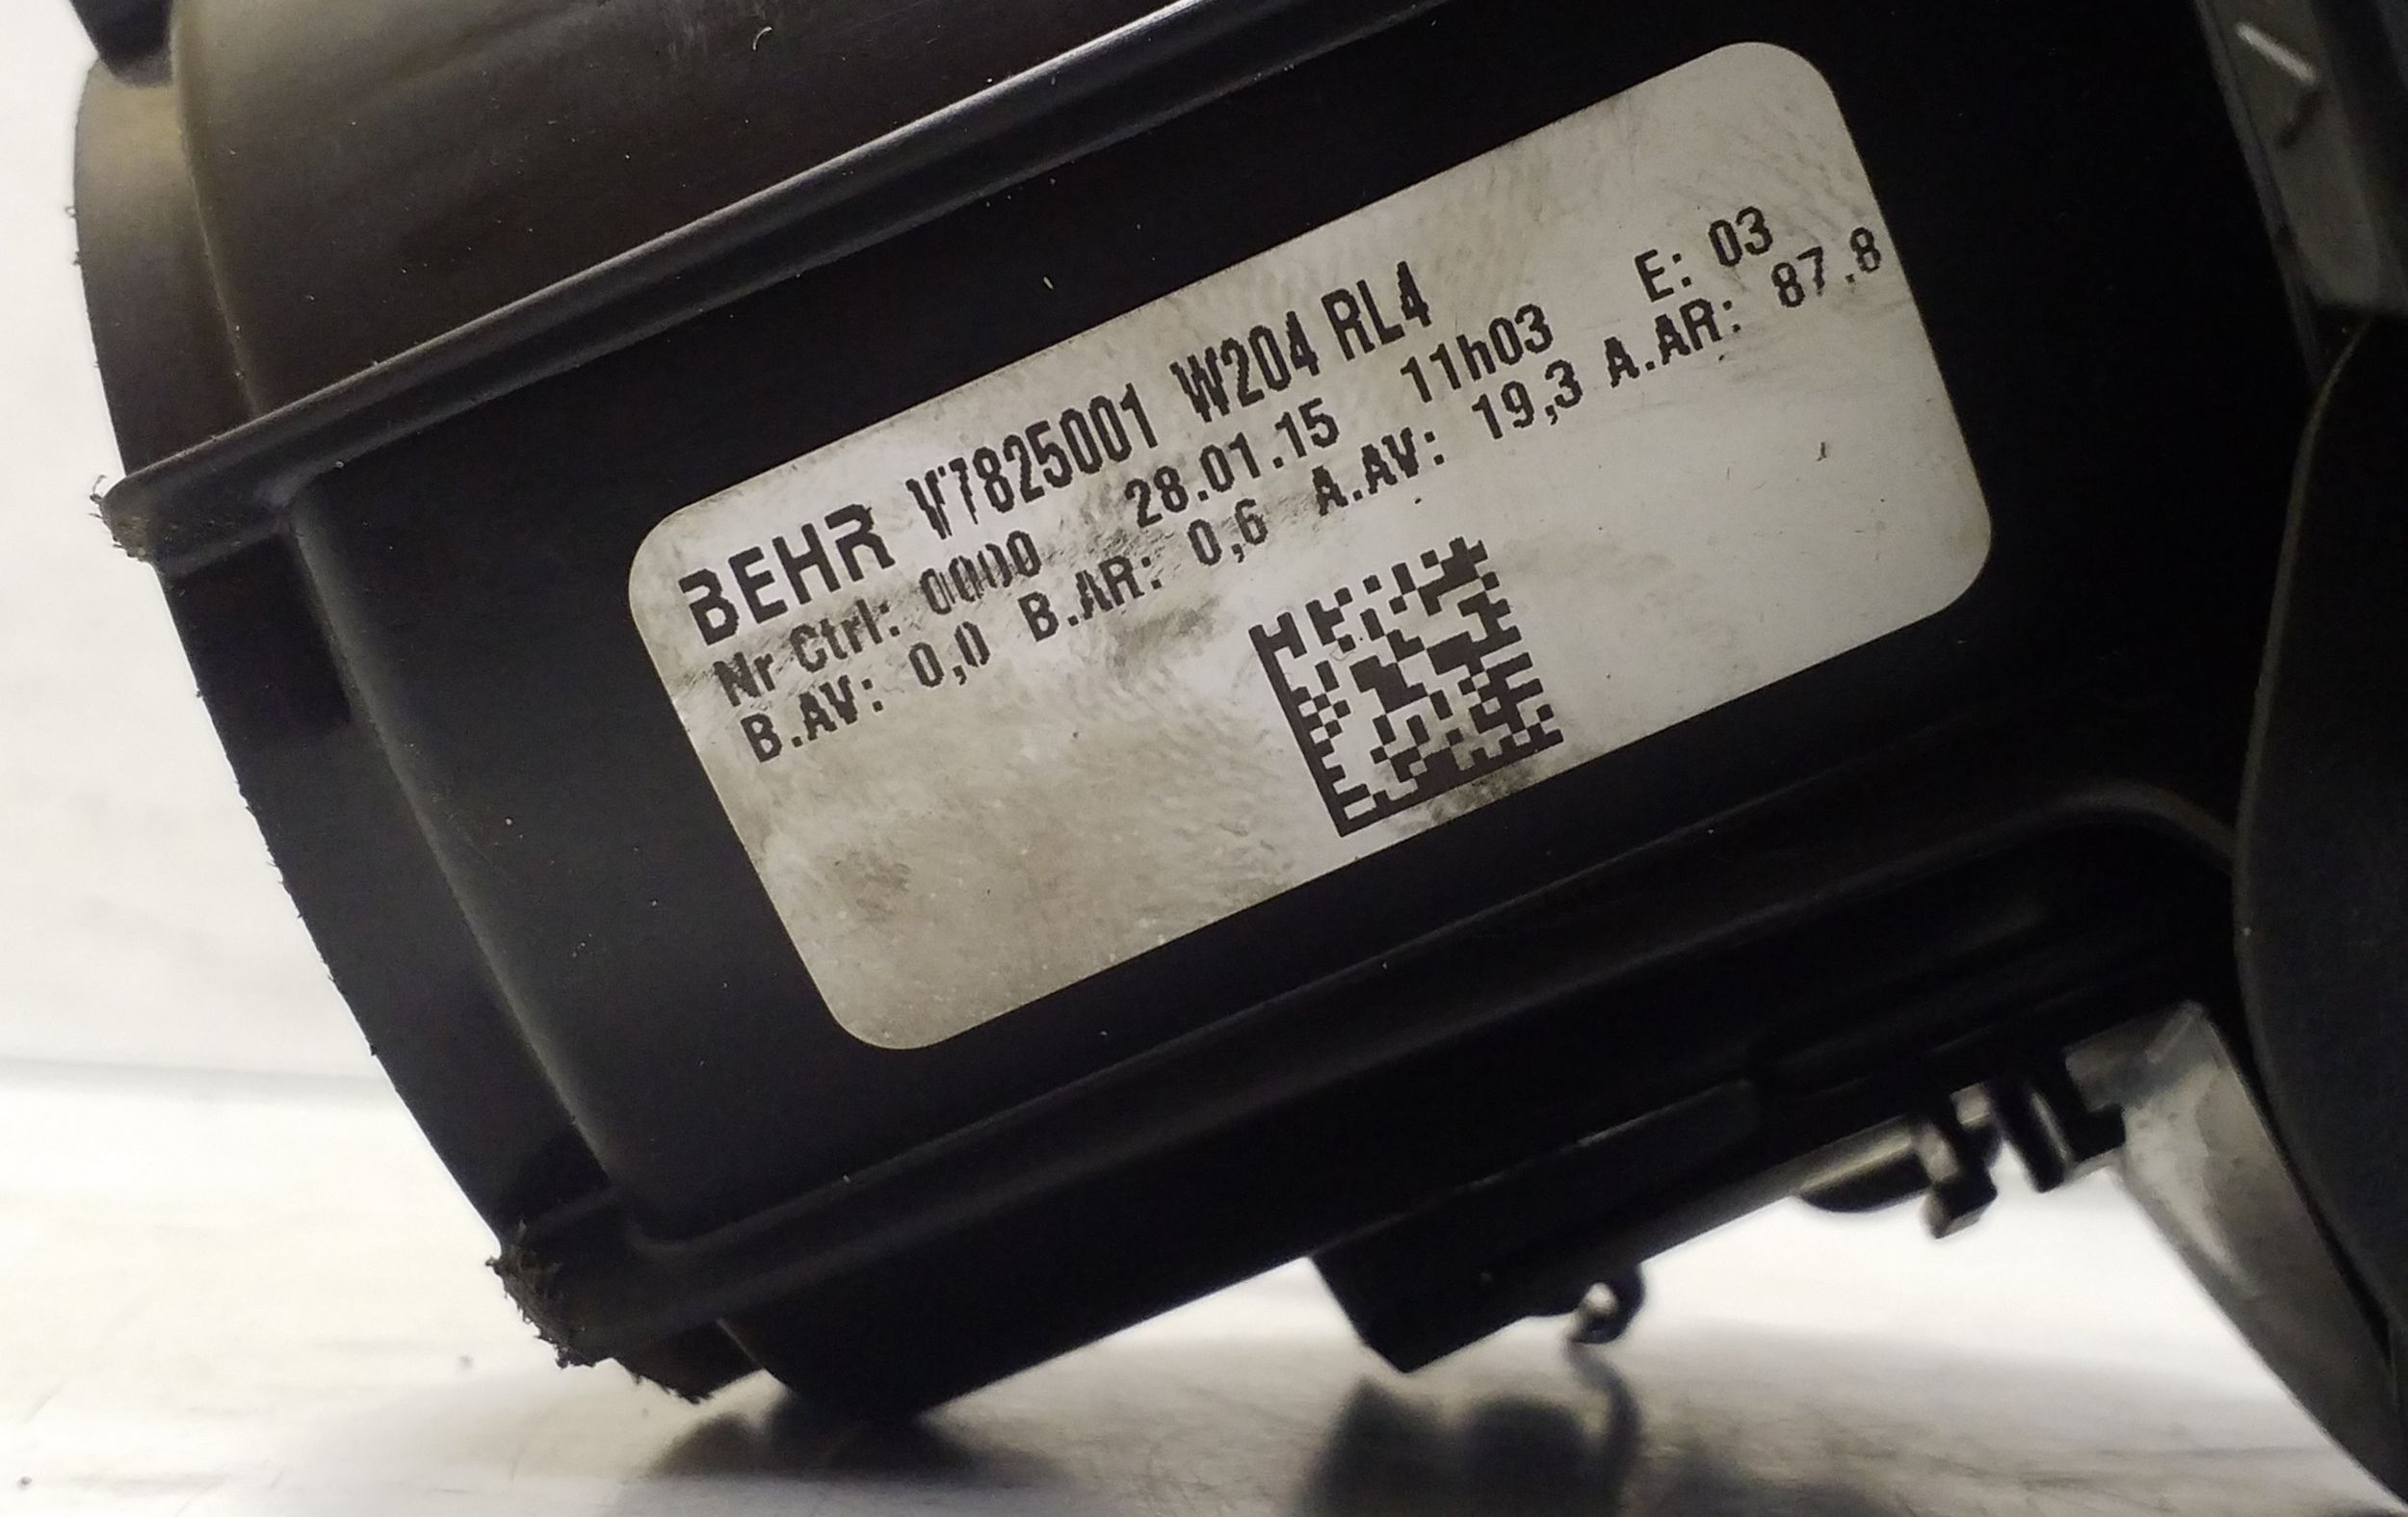 BEHR V7825001 W204 RL4
Nr Ctrl: 0000 28.01.15 11h03 E: 03
B.AV: 0,0 B.AR: 0,6 A.AV: 19,3 A.AR: 87.8